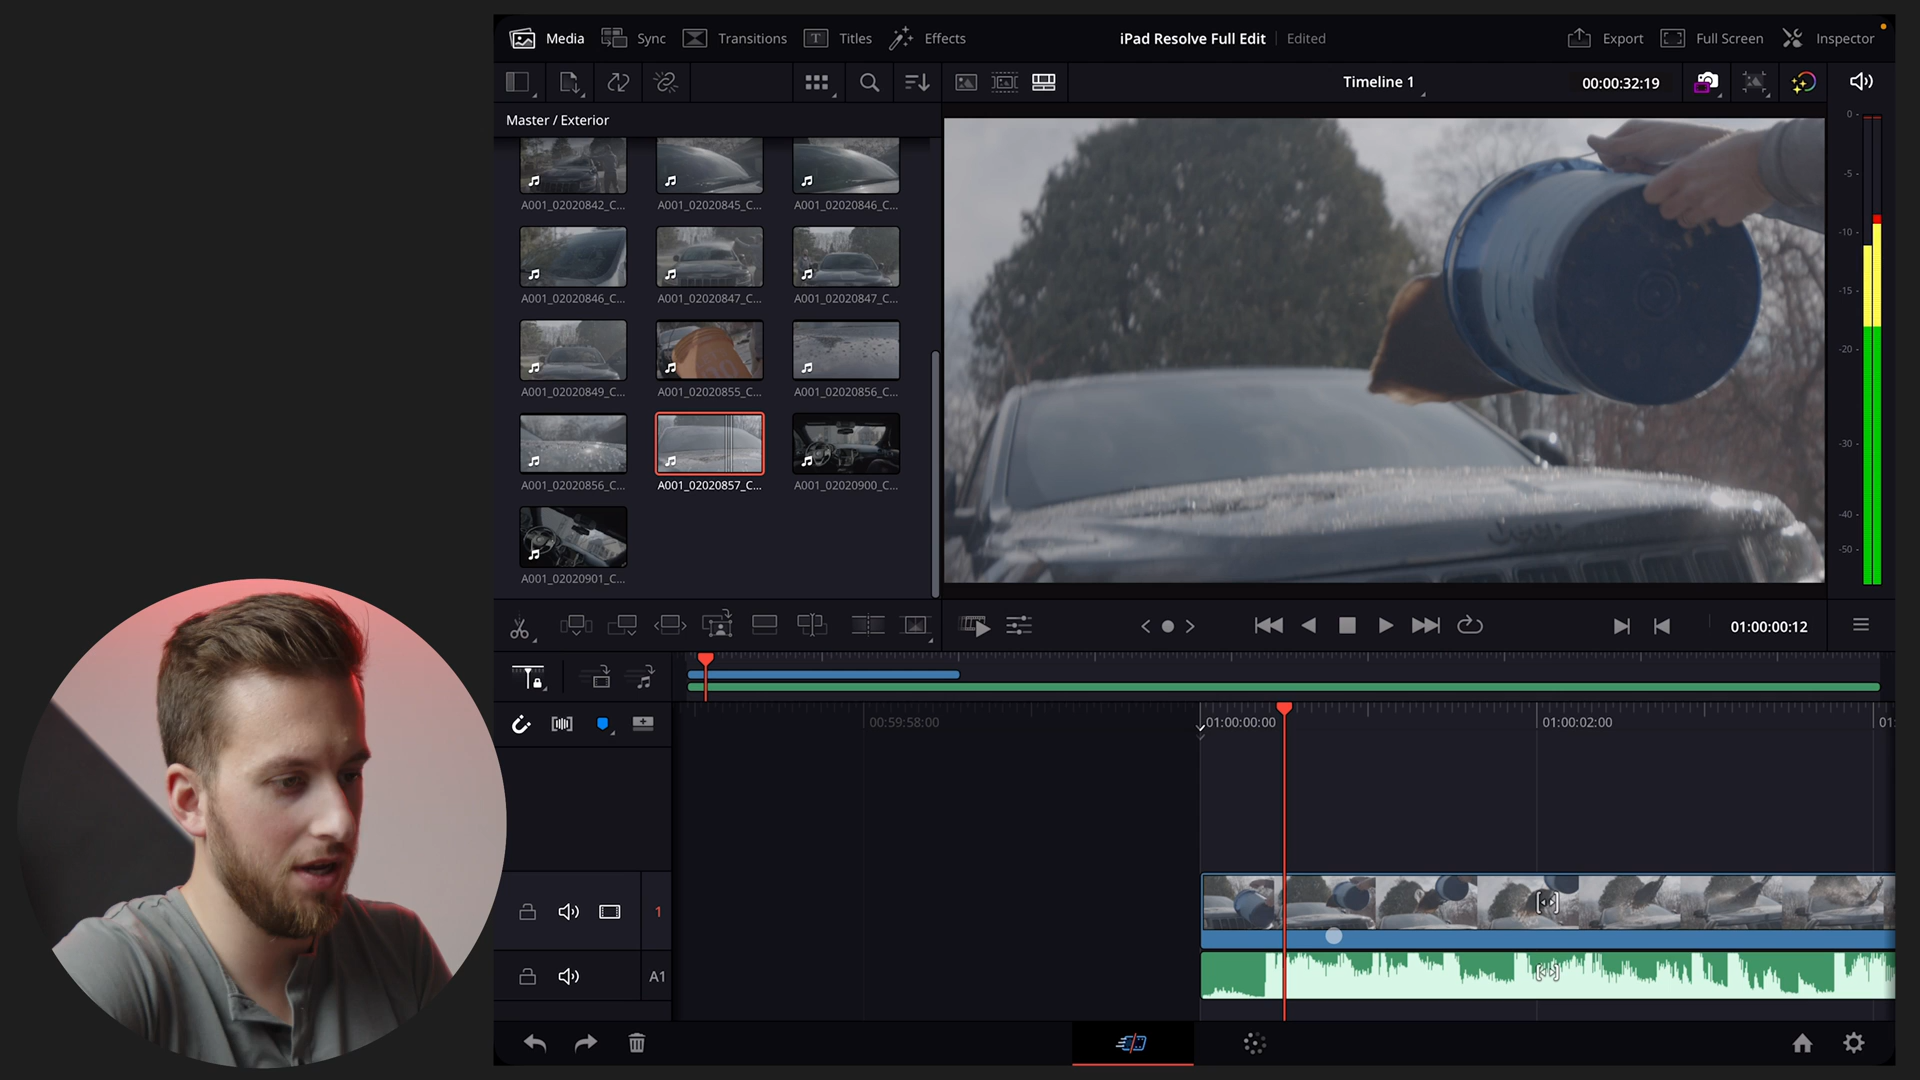 Media Sync Transitions Titles Effects iPad Resolve Full Edit Edited Export Full Screen Inspector
Timeline 1 00:00:32:19
Master / Exterior
A001_02020842_C... A001_02020845_C... A001_02020846_C...
A001_02020846_C... A001_02020847_C... A001_02020847_C...
A001_02020849_C... A001_02020855_C... A001_02020856_C...
A001_02020856_C... A001_02020857_C... A001_02020900_C...
A001_02020901_C...
Jeep
0
-5
-10
-15
-20
-30
-40
-50
01:00:00:12
00:59:58:00 01:00:00:00 01:00:02:00 01:
1
A1